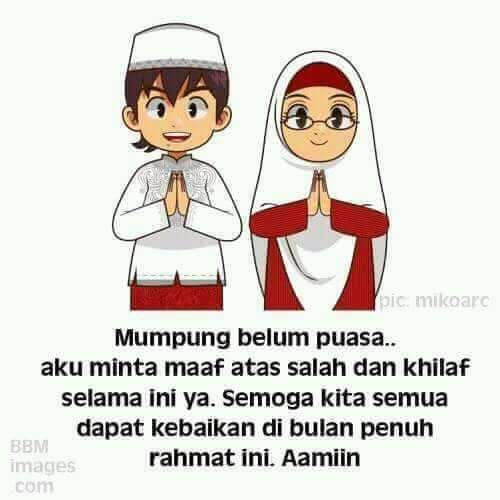 pic: mikoarc
Mumpung belum puasa..
aku minta maaf atas salah dan khilaf
selama ini ya. Semoga kita semua
dapat kebaikan di bulan penuh
rahmat ini. Aamiin
BBM
images
.com